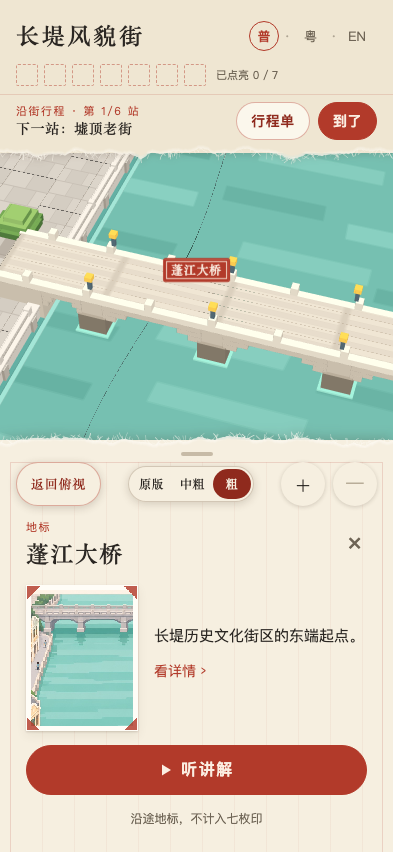 长堤风貌街
普 · 粤 · EN
已点亮 0 / 7
沿街行程 · 第 1/6 站
下一站：墟顶老街
行程单
到了
蓬江大桥
返回俯视
原版 中粗 粗
+ —
地标
蓬江大桥
×
长堤历史文化街区的东端起点。
看详情 ›
▶ 听讲解
沿途地标，不计入七枚印